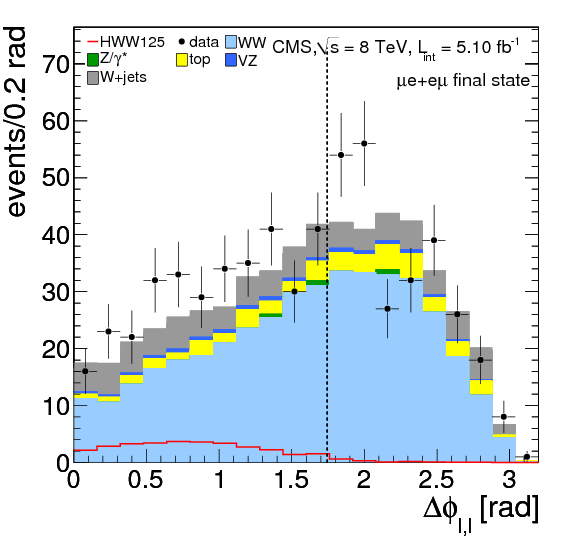 HWW125 data WW CMS,√s = 8 TeV, L_int = 5.10 fb⁻¹
Z/γ* top VZ
W+jets μe+eμ final state
events/0.2 rad
70
60
50
40
30
20
10
0
0 0.5 1 1.5 2 2.5 3
Δϕ_l,l [rad]